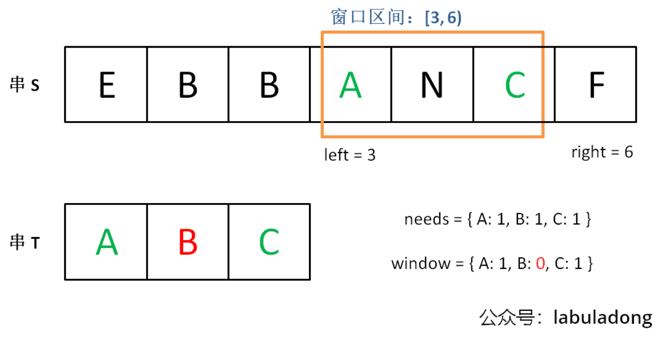 窗口区间：[3, 6)
串 S E B B A N C F
left = 3 right = 6
串 T A B C
needs = { A: 1, B: 1, C: 1 }
window = { A: 1, B: 0, C: 1 }
公众号：labuladong